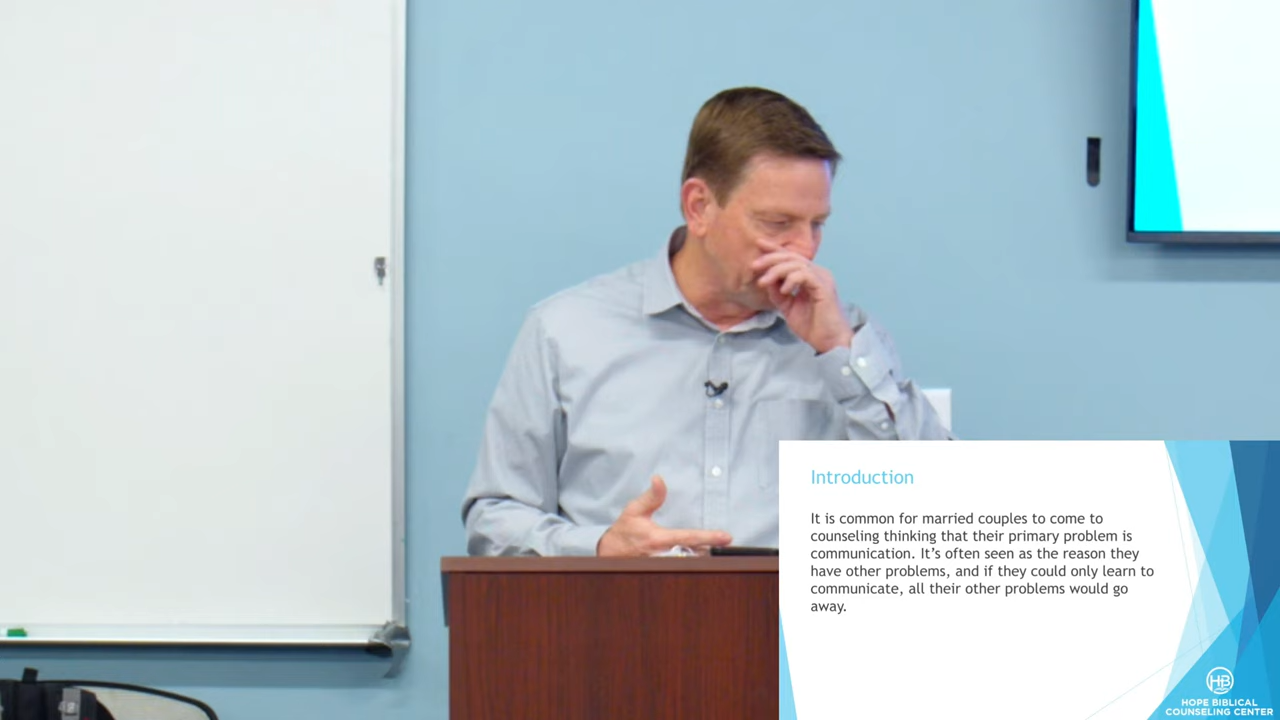 Introduction
It is common for married couples to come to
counseling thinking that their primary problem is
communication. It’s often seen as the reason they
have other problems, and if they could only learn to
communicate, all their other problems would go
away.
HB
HOPE BIBLICAL
COUNSELING CENTER